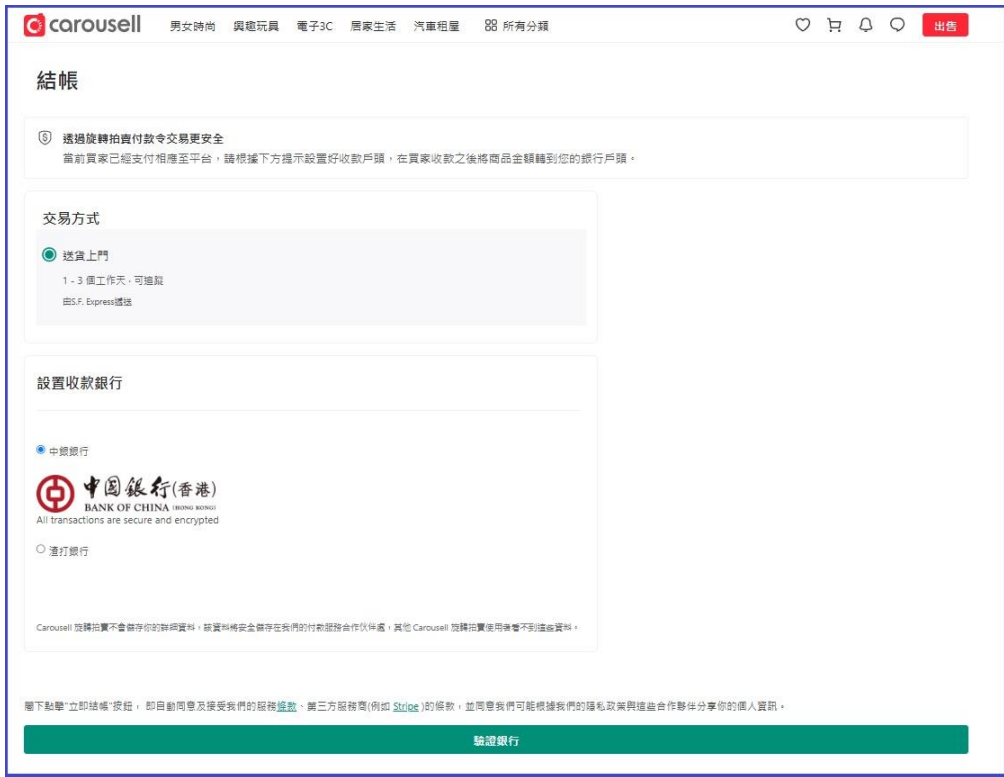 carousell 男女時尚 與趣玩具 電子3C 居家生活 汽車租屋 所有分類 出售
結帳
透過旋轉拍賣付款令交易更安全
當前買家已經支付相應至平台，請根據下方提示設置好收款戶頭，在買家收款之後將商品金額轉到您的銀行戶頭。
交易方式
送貨上門
1 - 3 個工作天，可追蹤
由S.F. Express遞送
設置收款銀行
中銀銀行
中国银行(香港)
BANK OF CHINA (HONG KONG)
All transactions are secure and encrypted
渣打銀行
Carousell 旋轉拍賣不會儲存你的詳細資料，該資料將安全儲存在我們的付款服務合作伙伴處，其他 Carousell 旋轉拍賣使用者看不到這些資料。
閣下點擊"立即結帳"按鈕， 即自動同意及接受我們的服務條款、第三方服務商(例如 Stripe )的條款，並同意我們可能根據我們的隱私政策與這些合作夥伴分享你的個人資訊。
驗證銀行